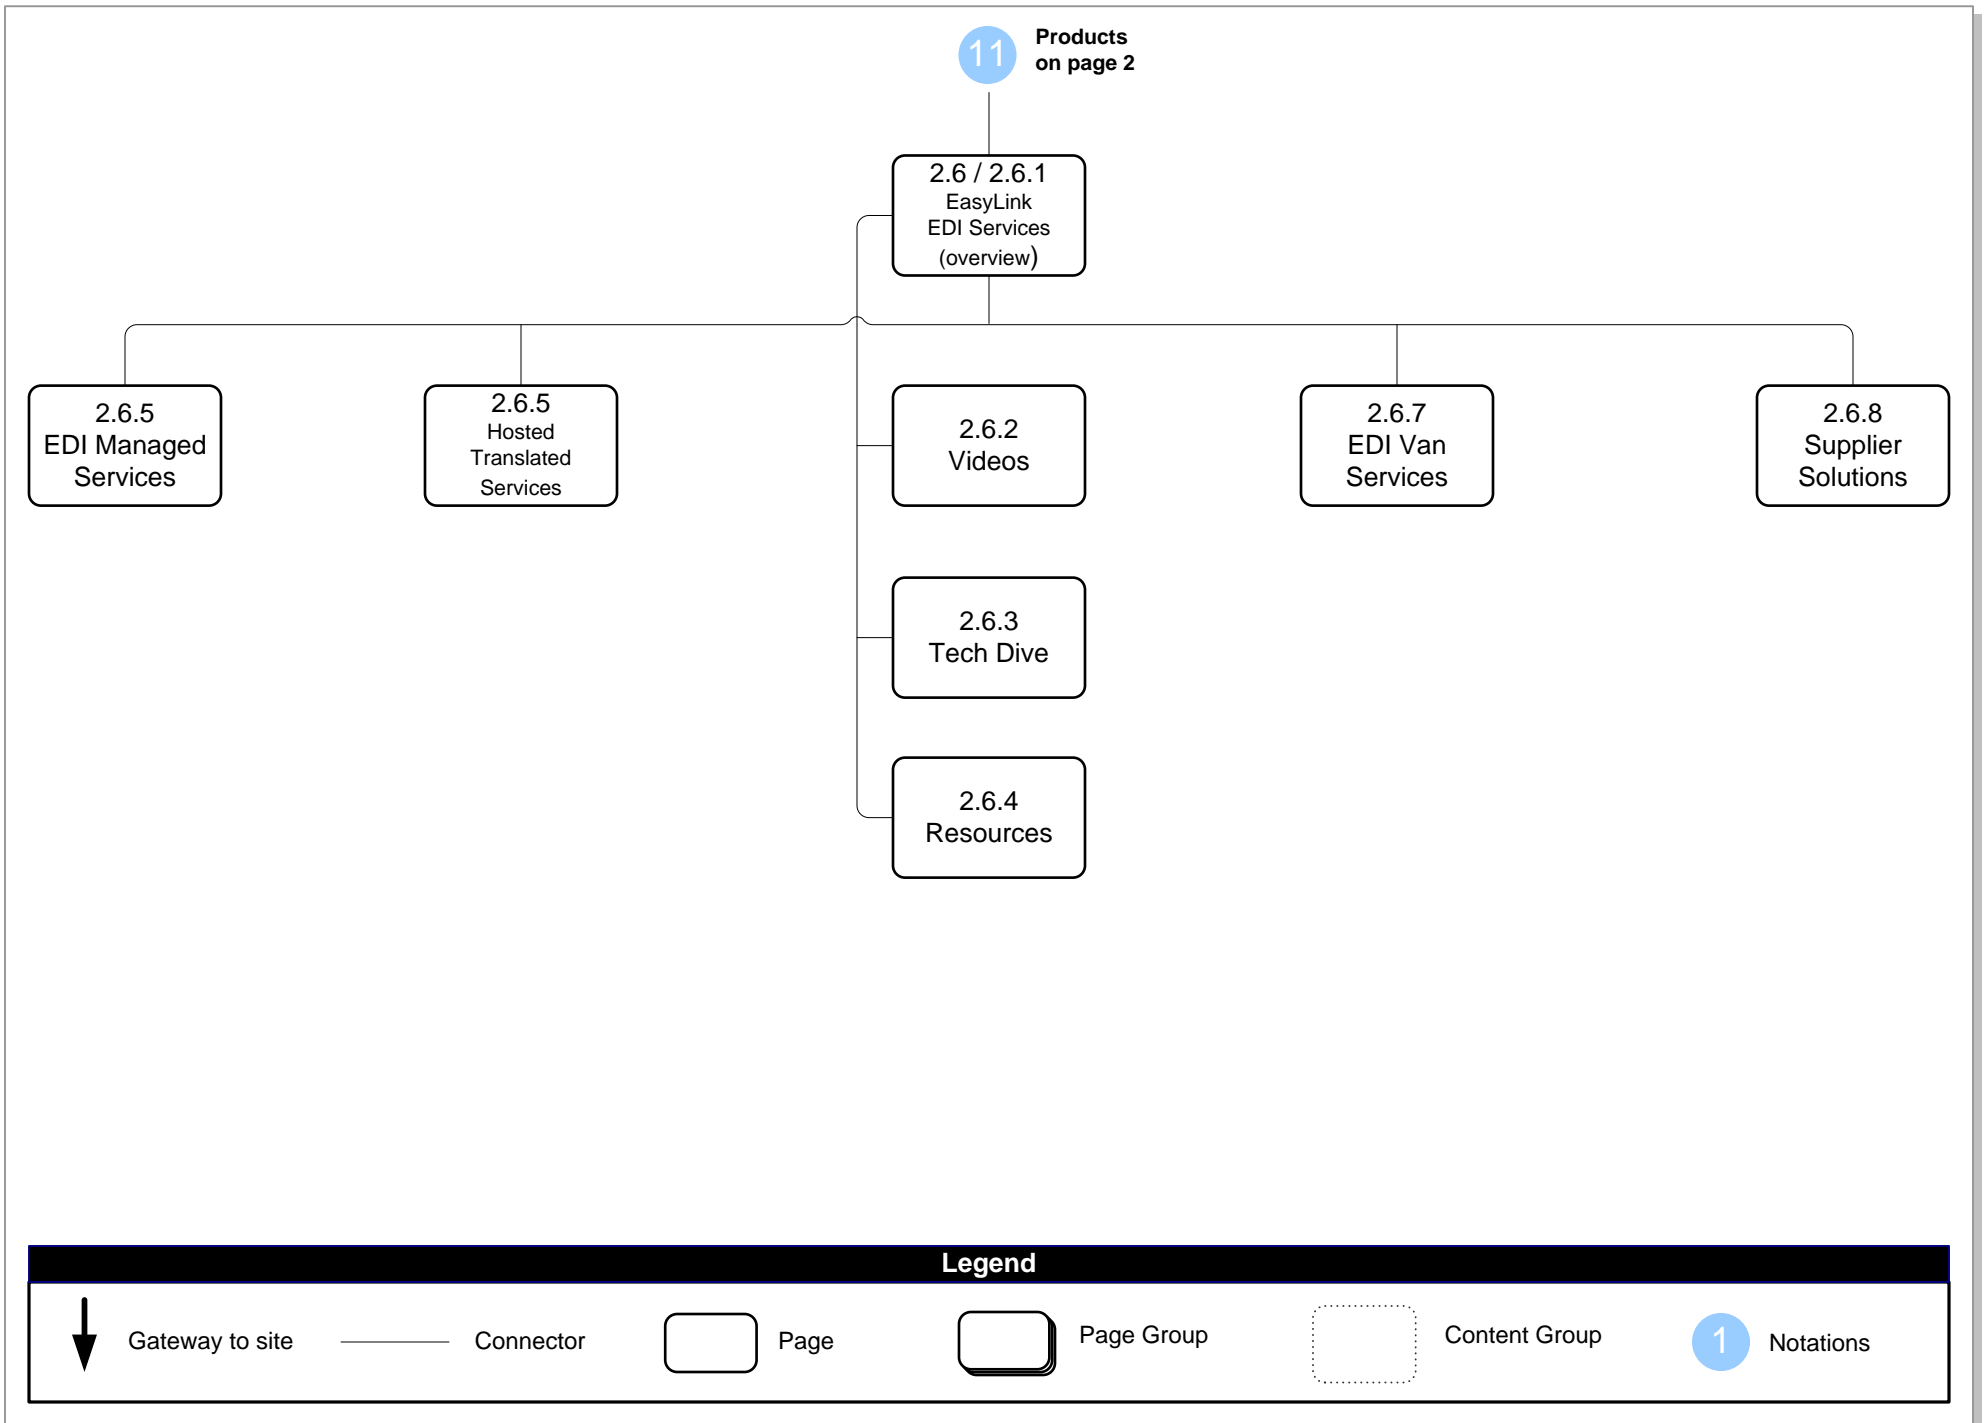 11
Products
on page 2
2.6 / 2.6.1
EasyLink
EDI Services
(overview)
2.6.5
EDI Managed
Services
2.6.5
Hosted
Translated
Services
2.6.2
Videos
2.6.7
EDI Van
Services
2.6.8
Supplier
Solutions
2.6.3
Tech Dive
2.6.4
Resources
Legend
Gateway to site
Connector
Page
Page Group
Content Group
1
Notations